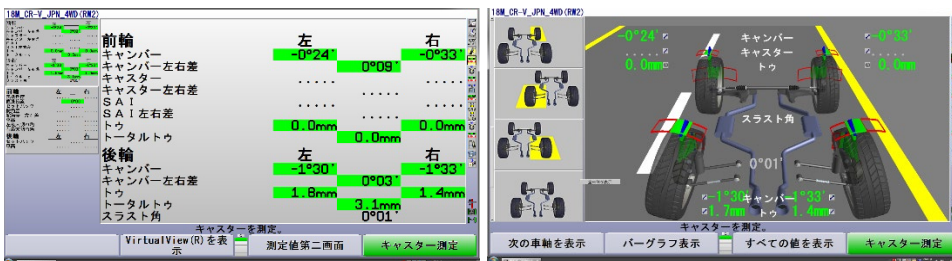 18M_CR-V_JPN_4WD(RM2)
前輪 左 右
キャンバー -0°24' -0°33'
キャンバー左右差 0°09'
キャスター ..... .....
キャスター左右差 .....
SAI ..... .....
SAI左右差 .....
トゥ 0.0mm 0.0mm
トータルトゥ 0.0mm
後輪 左 右
キャンバー -1°30' -1°33'
キャンバー左右差 0°03'
トゥ 1.8mm 1.4mm
トータルトゥ 3.1mm
スラスト角 0°01'
キャスターを測定。
VirtualView(R)を表示
測定値第二画面
キャスター測定
18M_CR-V_JPN_4WD(RM2)
-0°24' キャンバー -0°33'
..... キャスター .....
0.0mm トゥ 0.0mm
スラスト角
0°01'
-1°30' キャンバー -1°33'
1.7mm トゥ 1.4mm
キャスターを測定。
次の車軸を表示
バーグラフ表示
すべての値を表示
キャスター測定